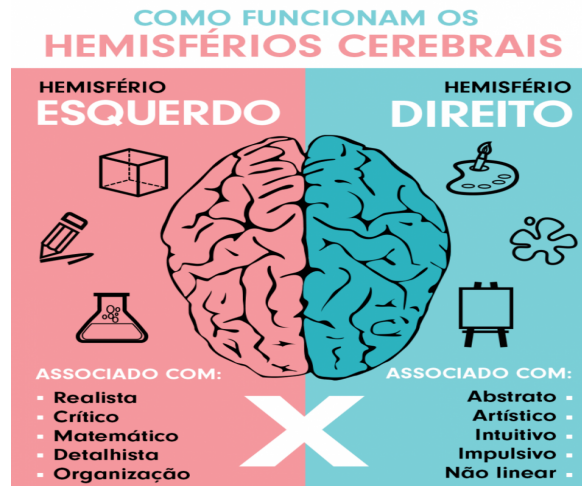 COMO FUNCIONAM OS
HEMISFÉRIOS CEREBRAIS
HEMISFÉRIO
ESQUERDO
HEMISFÉRIO
DIREITO
ASSOCIADO COM:
▪ Realista
▪ Crítico
▪ Matemático
▪ Detalhista
▪ Organização
X
ASSOCIADO COM:
Abstrato ▪
Artístico ▪
Intuitivo ▪
Impulsivo ▪
Não linear ▪